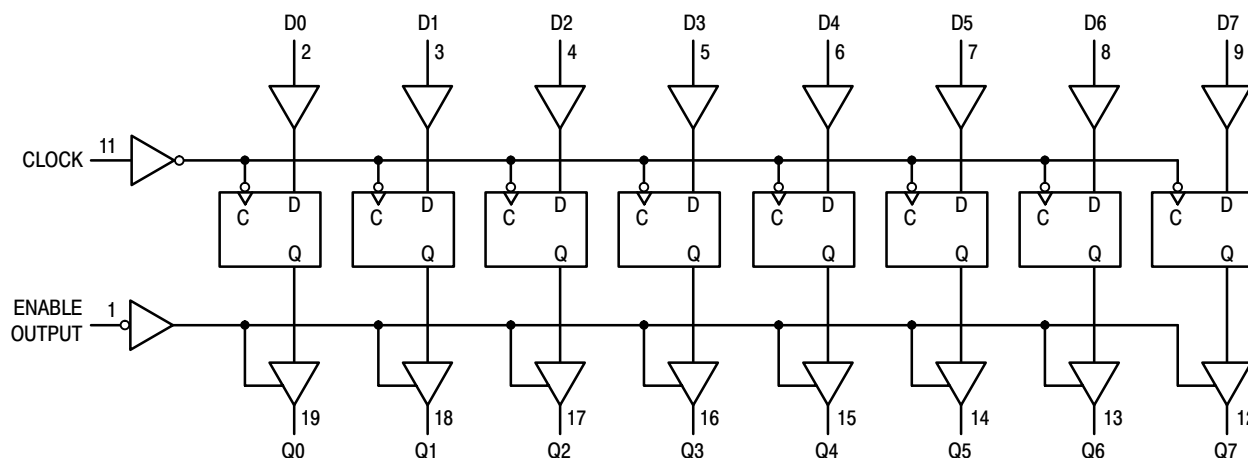 D0 D1 D2 D3 D4 D5 D6 D7
2 3 4 5 6 7 8 9
CLOCK 11
C D C D C D C D C D C D C D C D
Q Q Q Q Q Q Q Q
ENABLE OUTPUT 1
19 18 17 16 15 14 13 12
Q0 Q1 Q2 Q3 Q4 Q5 Q6 Q7